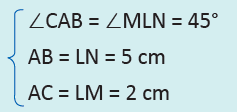 ∠CAB = ∠MLN = 45°
AB = LN = 5 cm
AC = LM = 2 cm